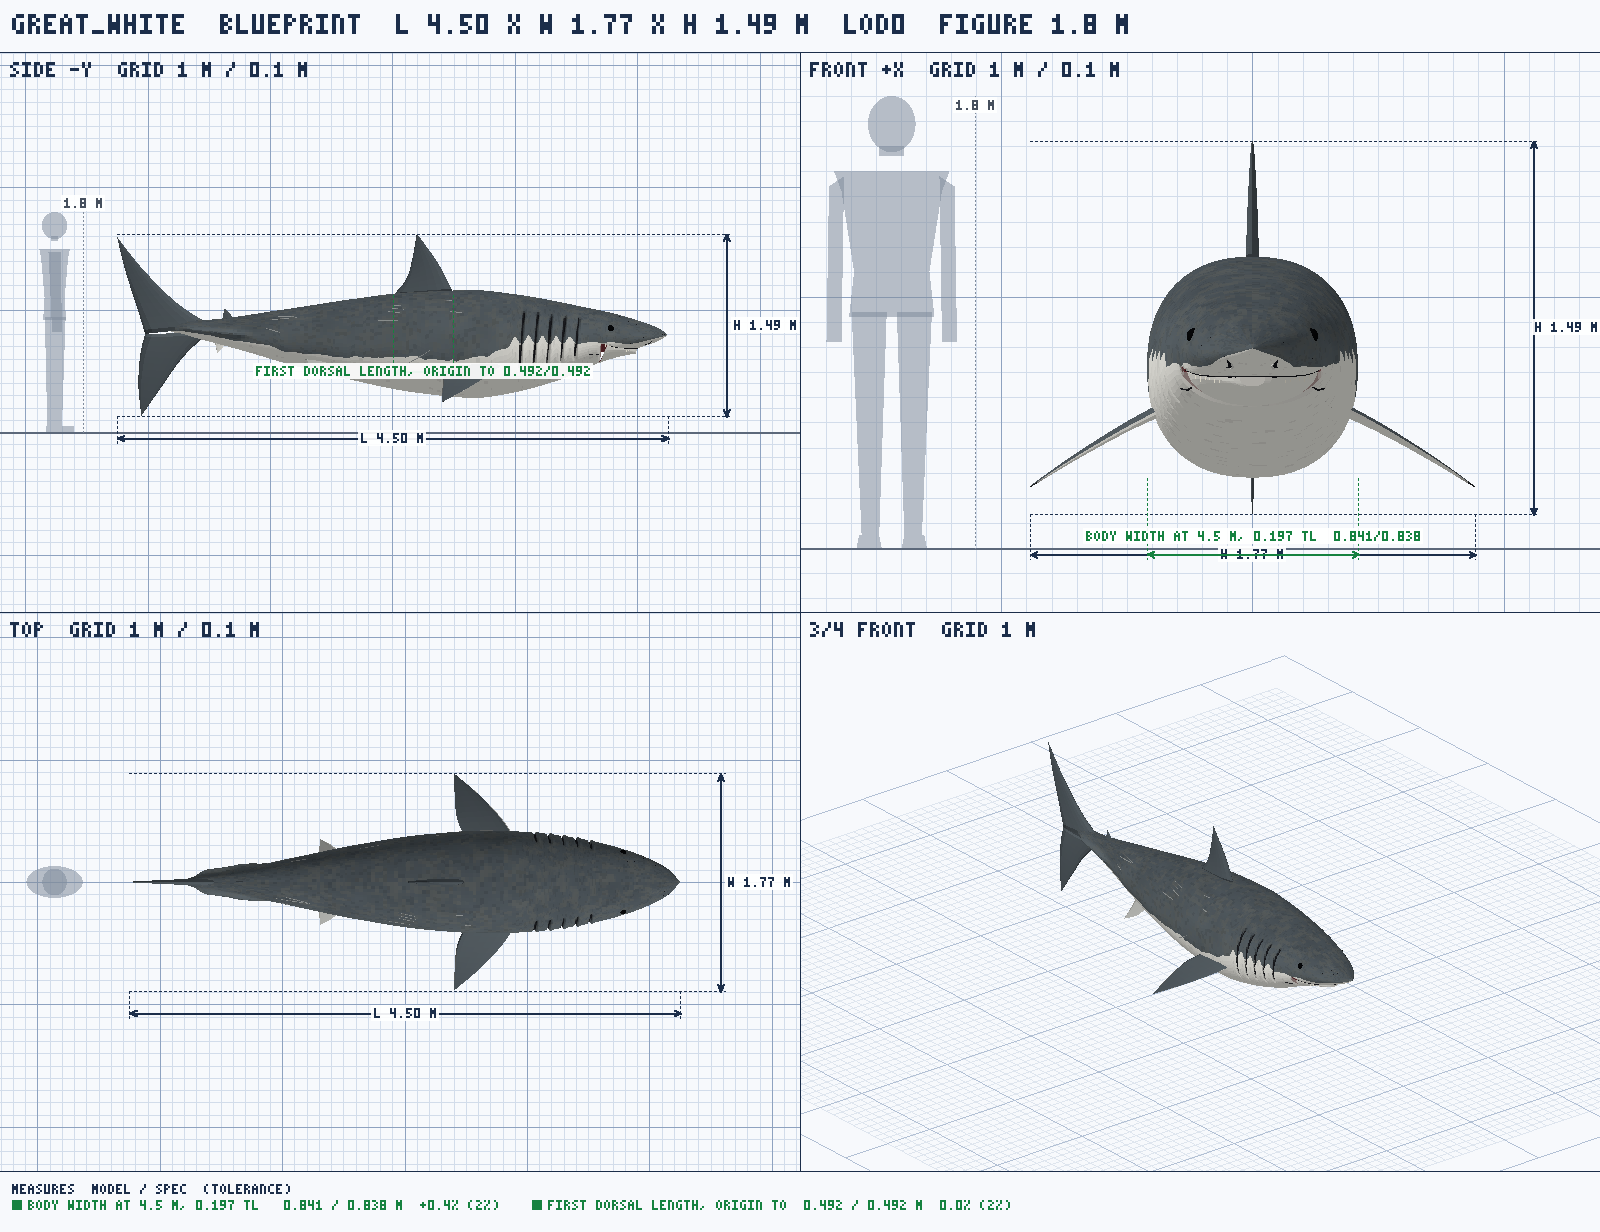 GREAT_WHITE BLUEPRINT L 4.50 X W 1.77 X H 1.49 M LOD0 FIGURE 1.8 M
SIDE -Y GRID 1 M / 0.1 M
1.8 M
H 1.49 M
FIRST DORSAL LENGTH, ORIGIN TO 0.492/0.492
L 4.50 M
FRONT +X GRID 1 M / 0.1 M
1.8 M
H 1.49 M
BODY WIDTH AT 4.5 M, 0.197 TL 0.841/0.838
W 1.77 M
TOP GRID 1 M / 0.1 M
W 1.77 M
L 4.50 M
3/4 FRONT GRID 1 M
MEASURES MODEL / SPEC (TOLERANCE)
BODY WIDTH AT 4.5 M, 0.197 TL 0.841 / 0.838 M +0.4% (2%)
FIRST DORSAL LENGTH, ORIGIN TO 0.492 / 0.492 M 0.0% (2%)